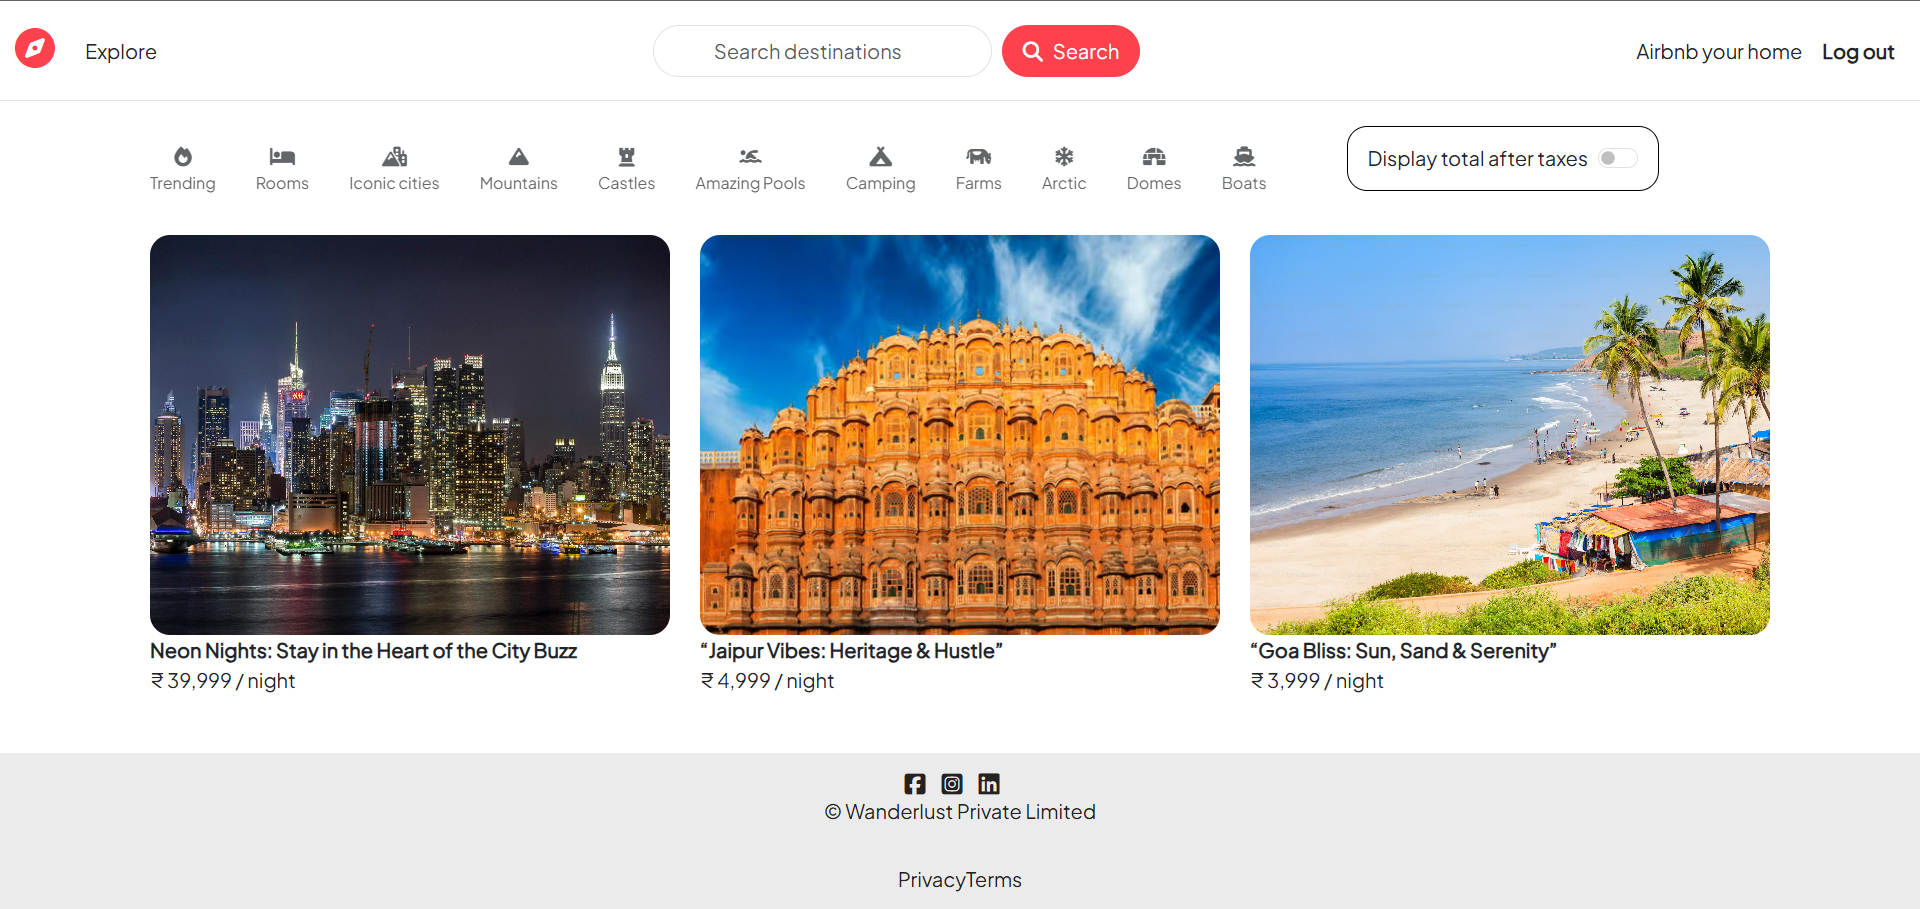 Explore
Search destinations
Search
Airbnb your home
Log out
Trending
Rooms
Iconic cities
Mountains
Castles
Amazing Pools
Camping
Farms
Arctic
Domes
Boats
Display total after taxes
Neon Nights: Stay in the Heart of the City Buzz
₹ 39,999 / night
“Jaipur Vibes: Heritage & Hustle”
₹ 4,999 / night
“Goa Bliss: Sun, Sand & Serenity”
₹ 3,999 / night
© Wanderlust Private Limited
PrivacyTerms